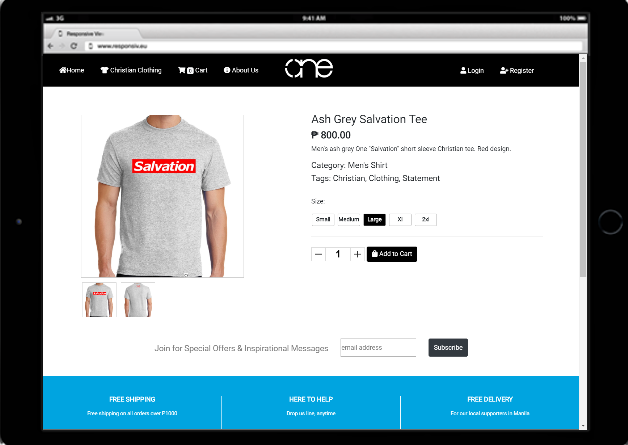 3G
9:41 AM
100%
www.responsiv.eu
Home
Christian Clothing
0 Cart
About Us
one
Login
Register
Salvation
Ash Grey Salvation Tee
₱ 800.00
Men's ash grey One "Salvation" short sleeve Christian tee. Red design.
Category: Men's Shirt
Tags: Christian, Clothing, Statement
Size:
Small Medium Large Xl 2xl
1
Add to Cart
Join for Special Offers & Inspirational Messages
email address
Subscribe
FREE SHIPPING
Free shipping on all orders over P1000
HERE TO HELP
Drop us line, anytime
FREE DELIVERY
For our local supporters in Manila